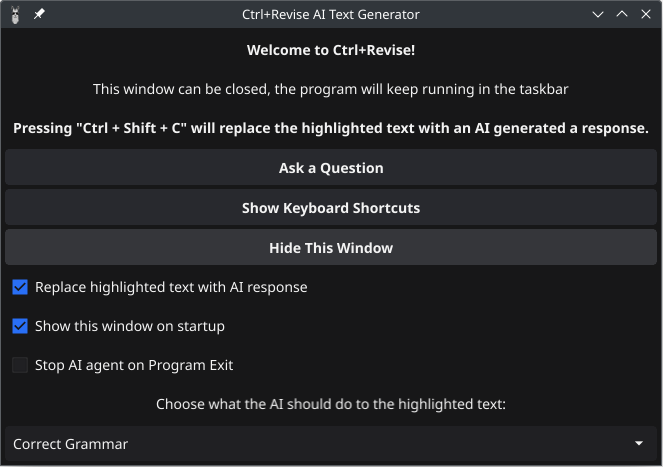 Ctrl+Revise AI Text Generator
Welcome to Ctrl+Revise!
This window can be closed, the program will keep running in the taskbar
Pressing "Ctrl + Shift + C" will replace the highlighted text with an AI generated a response.
Ask a Question
Show Keyboard Shortcuts
Hide This Window
Replace highlighted text with AI response
Show this window on startup
Stop AI agent on Program Exit
Choose what the AI should do to the highlighted text:
Correct Grammar